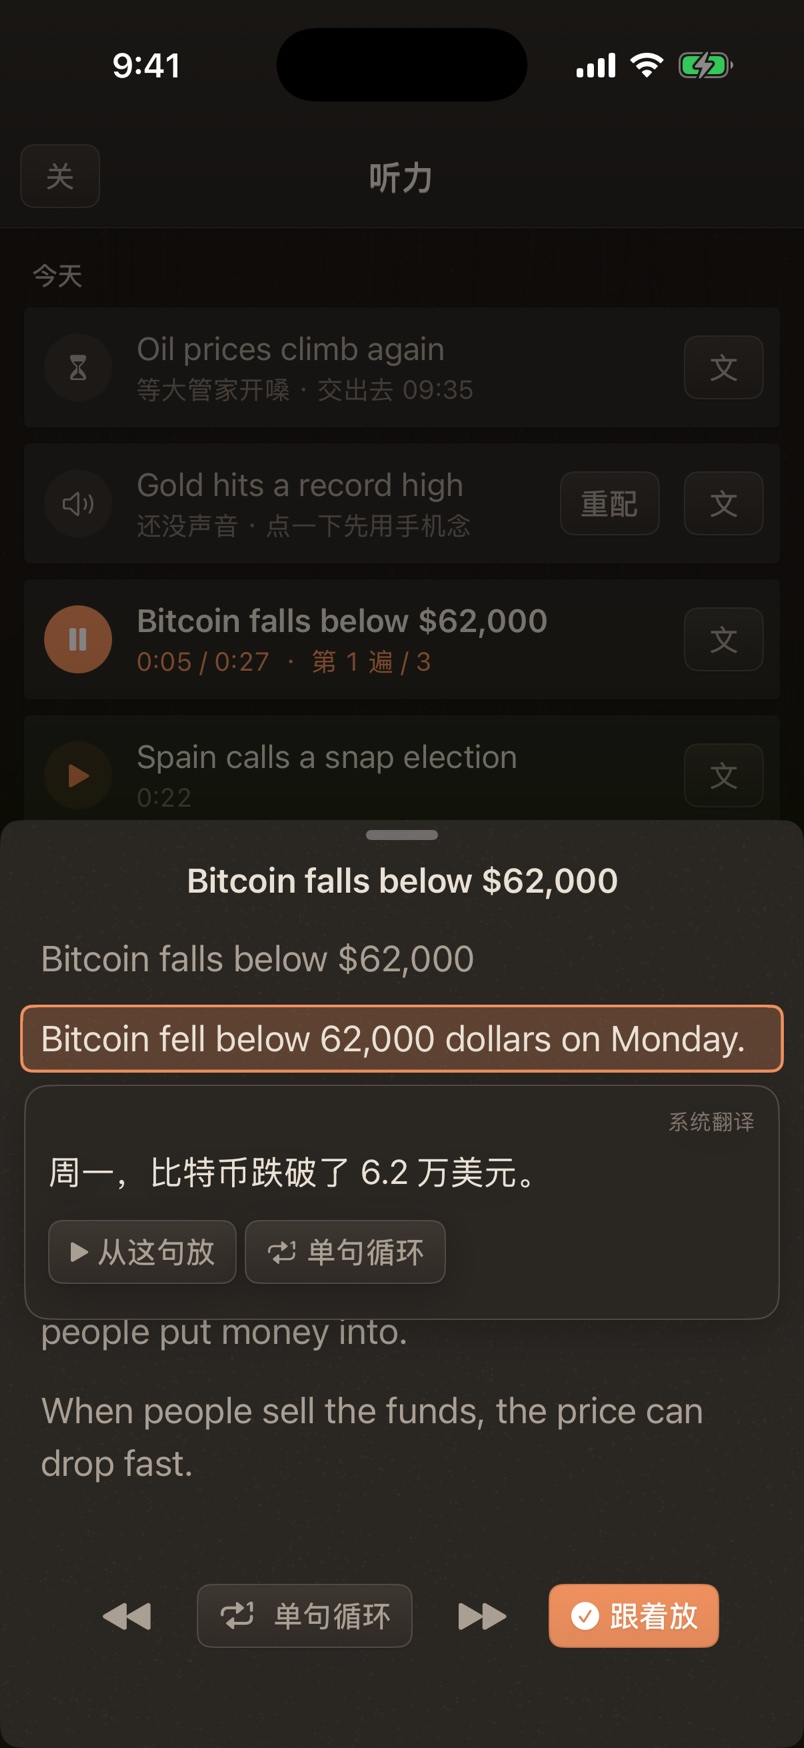 9:41
关
听力
今天
Oil prices climb again
等大管家开嗓 · 交出去 09:35
文
Gold hits a record high
还没声音 · 点一下先用手机念
重配
文
Bitcoin falls below $62,000
0:05 / 0:27 · 第 1 遍 / 3
文
Spain calls a snap election
0:22
文
Bitcoin falls below $62,000
Bitcoin falls below $62,000
Bitcoin fell below 62,000 dollars on Monday.
系统翻译
周一，比特币跌破了 6.2 万美元。
从这句放
单句循环
people put money into.
When people sell the funds, the price can
drop fast.
单句循环
跟着放